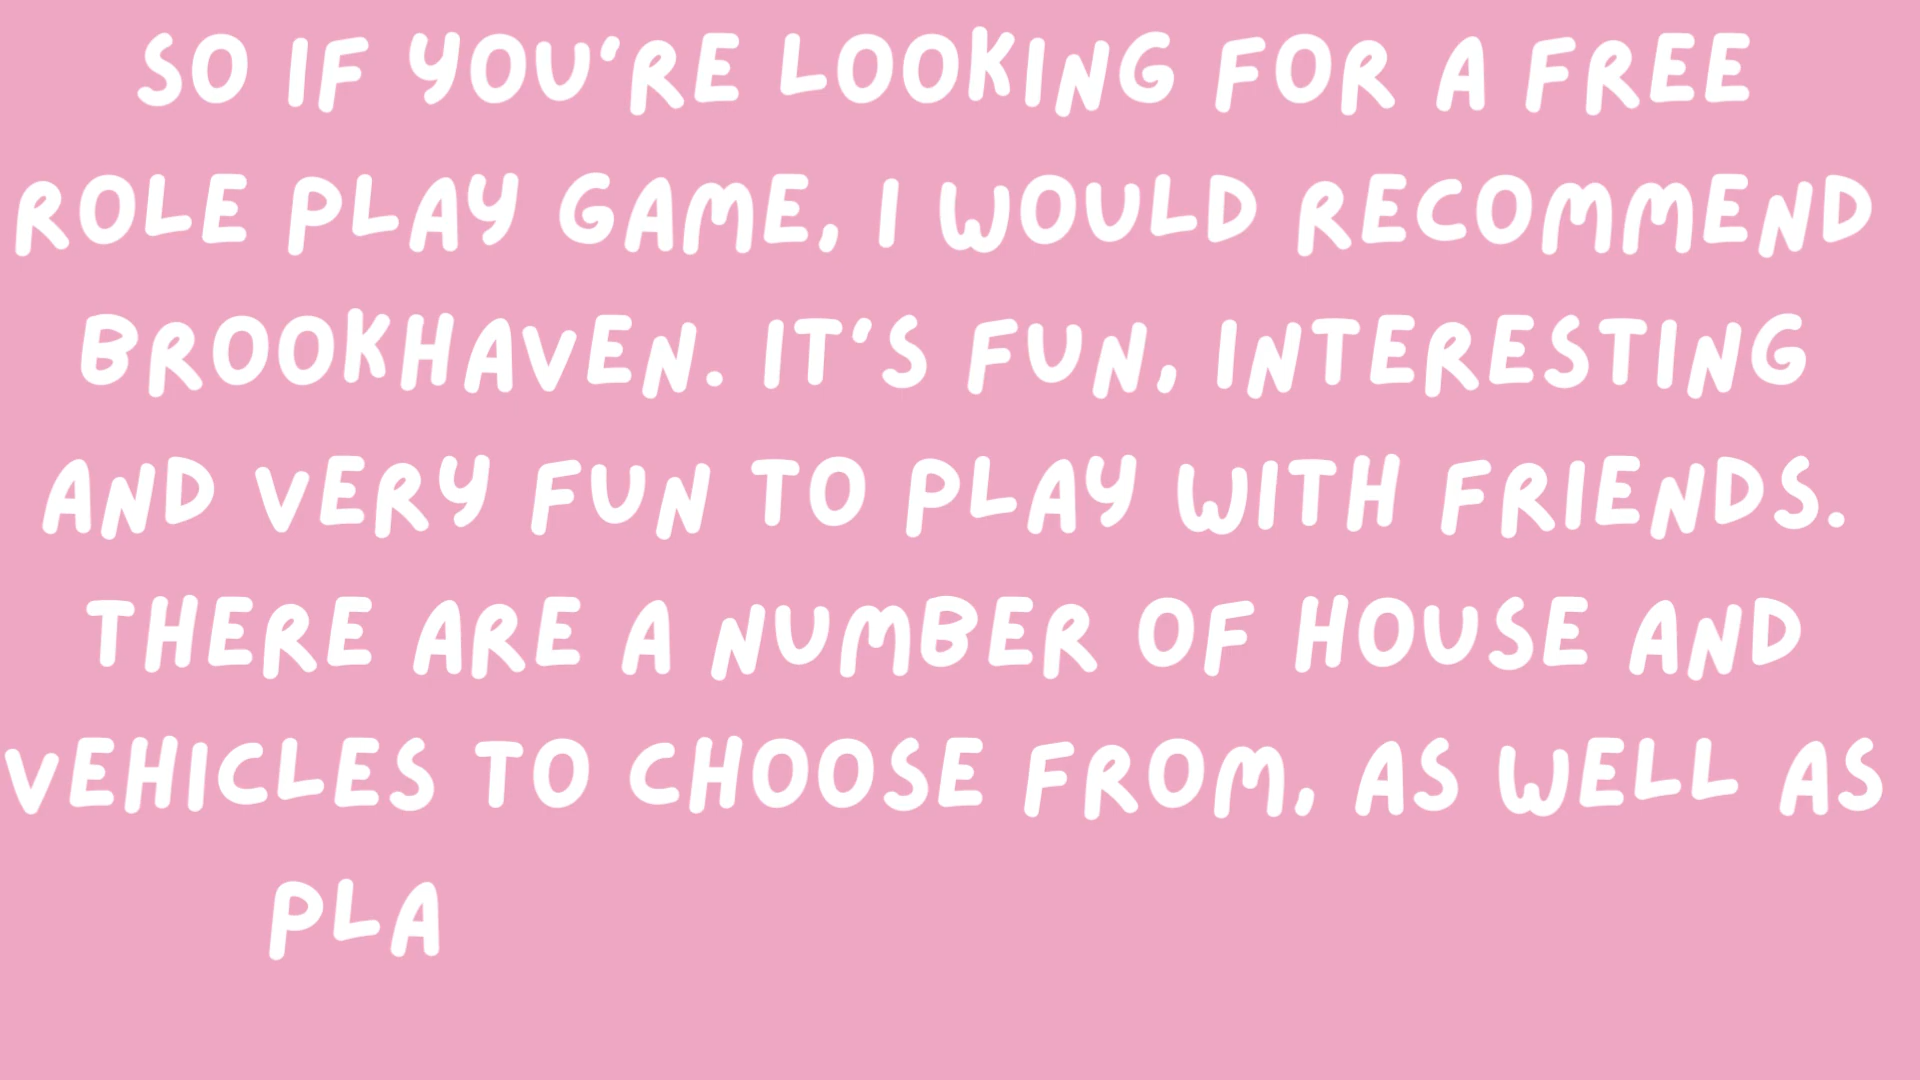 SO IF YOU'RE LOOKING FOR A FREE
ROLE PLAY GAME, I WOULD RECOMMEND
BROOKHAVEN. IT'S FUN, INTERESTING
AND VERY FUN TO PLAY WITH FRIENDS.
THERE ARE A NUMBER OF HOUSE AND
VEHICLES TO CHOOSE FROM, AS WELL AS
PLA